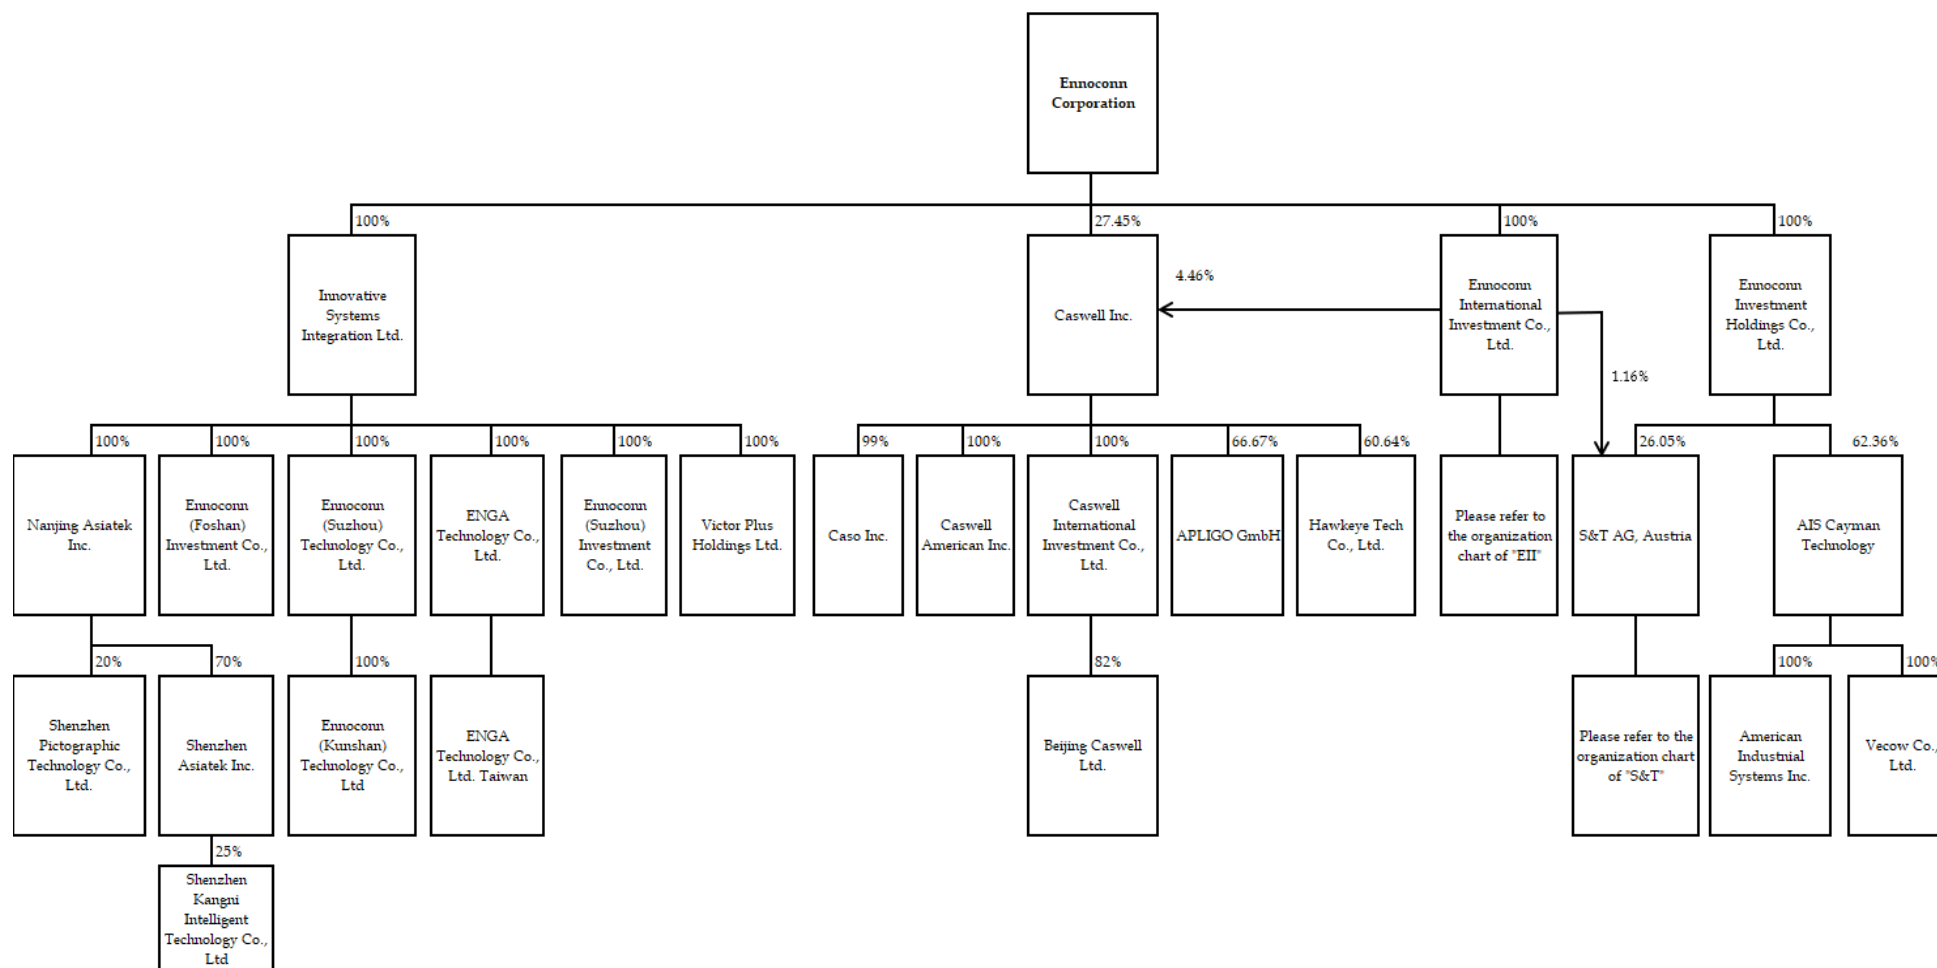 Ennoconn
Corporation
100%
27.45%
100%
100%
Innovative
Systems
Integration Ltd.
Caswell Inc.
4.46%
Ennoconn
International
Investment Co.,
Ltd.
Ennoconn
Investment
Holdings Co.,
Ltd.
1.16%
100%
100%
100%
100%
100%
100%
99%
100%
100%
66.67%
60.64%
26.05%
62.36%
Nanjing Asiatek
Inc.
Ennoconn
(Foshan)
Investment Co.,
Ltd.
Ennoconn
(Suzhou)
Technology Co.,
Ltd.
ENGA
Technology Co.,
Ltd.
Ennoconn
(Suzhou)
Investment
Co., Ltd.
Victor Plus
Holdings Ltd.
Caso Inc.
Caswell
American Inc.
Caswell
International
Investment Co.,
Ltd.
APLIGO GmbH
Hawkeye Tech
Co., Ltd.
Please refer to
the organization
chart of "EII"
S&T AG, Austria
AIS Cayman
Technology
20%
70%
100%
82%
100%
100%
Shenzhen
Pictographic
Technology Co.,
Ltd.
Shenzhen
Asiatek Inc.
Ennoconn
(Kunshan)
Technology Co.,
Ltd
ENGA
Technology Co.,
Ltd. Taiwan
Beijing Caswell
Ltd.
Please refer to the
organization chart
of "S&T"
American
Industrial
Systems Inc.
Vecow Co.,
Ltd.
25%
Shenzhen
Kangni
Intelligent
Technology Co.,
Ltd